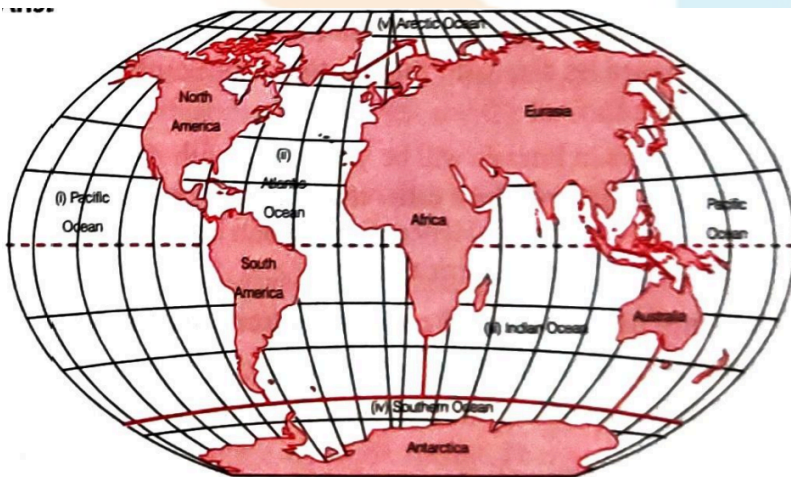 (v) Arectic Ocean
North
America
Eurasia
(ii)
Atlantic
Ocean
(i) Pacific
Ocean
Pacific
Ocean
Africa
South
America
Australia
(iii) Indian Ocean
(iv) Southern Ocean
Antarctica